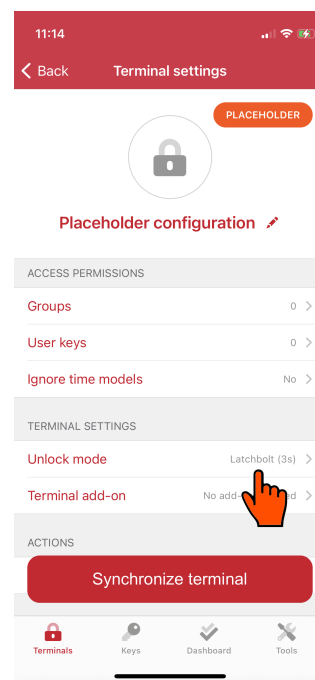 11:14
Back Terminal settings
PLACEHOLDER
Placeholder configuration
ACCESS PERMISSIONS
Groups 0
User keys 0
Ignore time models No
TERMINAL SETTINGS
Unlock mode Latchbolt (3s)
Terminal add-on No
ACTIONS
Synchronize terminal
Terminals Keys Dashboard Tools